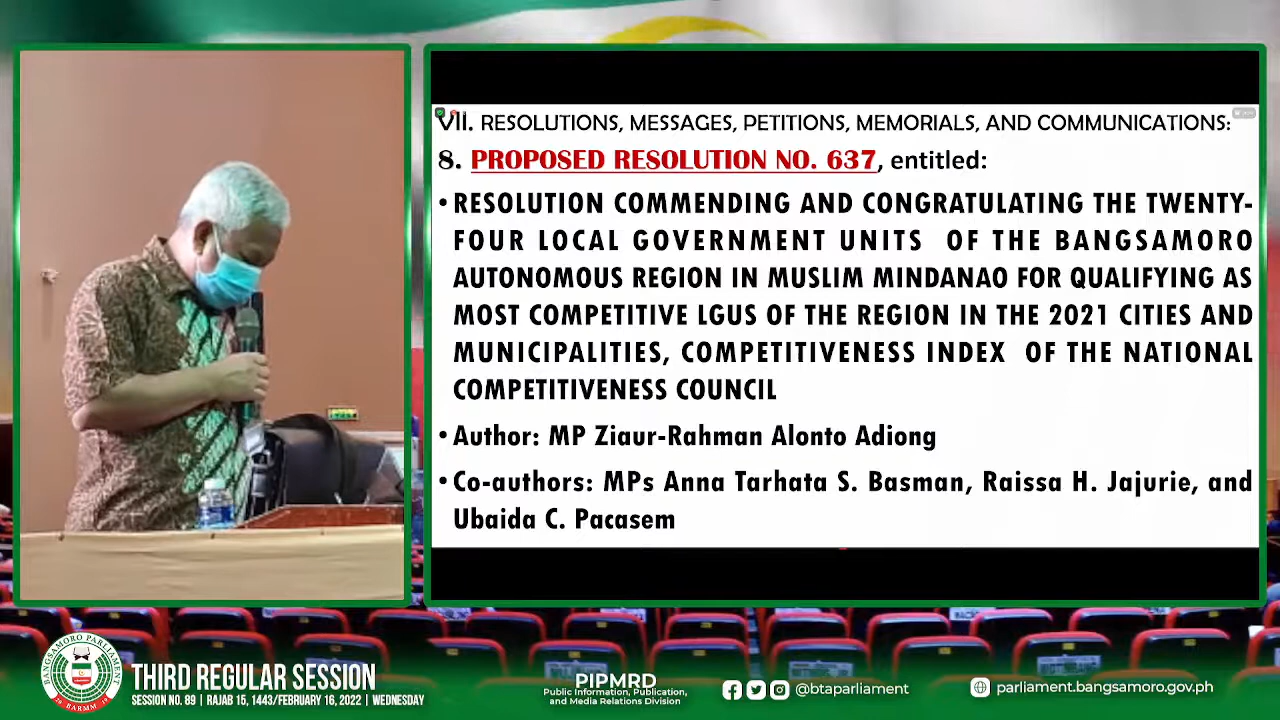 VII. RESOLUTIONS, MESSAGES, PETITIONS, MEMORIALS, AND COMMUNICATIONS:
8. PROPOSED RESOLUTION NO. 637, entitled:
• RESOLUTION COMMENDING AND CONGRATULATING THE TWENTY-
FOUR LOCAL GOVERNMENT UNITS OF THE BANGSAMORO
AUTONOMOUS REGION IN MUSLIM MINDANAO FOR QUALIFYING AS
MOST COMPETITIVE LGUS OF THE REGION IN THE 2021 CITIES AND
MUNICIPALITIES, COMPETITIVENESS INDEX OF THE NATIONAL
COMPETITIVENESS COUNCIL
• Author: MP Ziaur-Rahman Alonto Adiong
• Co-authors: MPs Anna Tarhata S. Basman, Raissa H. Jajurie, and
Ubaida C. Pacasem
BANGSAMORO PARLIAMENT
BARMM
THIRD REGULAR SESSION
SESSION NO. 89 | RAJAB 15, 1443/FEBRUARY 16, 2022 | WEDNESDAY
PIPMRD
Public Information, Publication,
and Media Relations Division
@btaparliament
parliament.bangsamoro.gov.ph